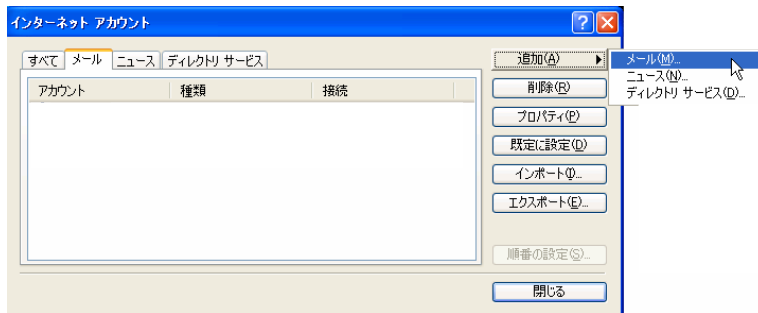 インターネット アカウント
すべて メール ニュース ディレクトリ サービス
アカウント 種類 接続
追加(A)
削除(R)
プロパティ(P)
既定に設定(D)
インポート(I)...
エクスポート(E)...
順番の設定(S)...
閉じる
メール(M)...
ニュース(N)...
ディレクトリ サービス(D)...